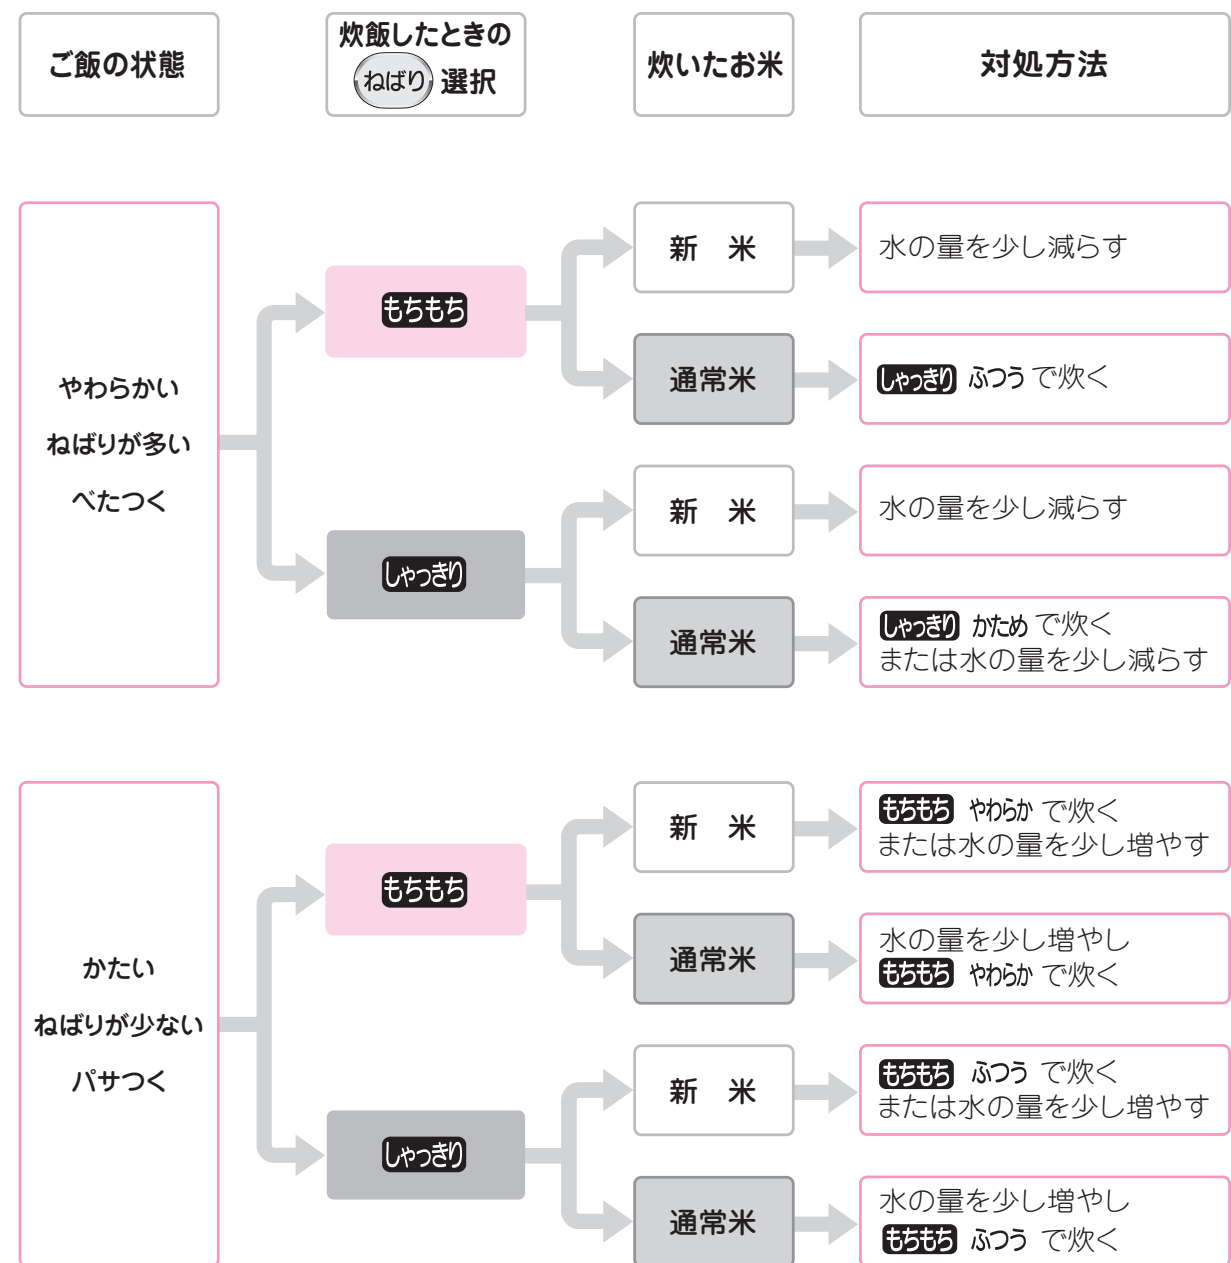 ご飯の状態
炊飯したときの
ねばり 選択
炊いたお米
対処方法
やわらかい
ねばりが多い
べたつく
もちもち
新 米
水の量を少し減らす
通常米
しゃっきり ふつう で炊く
しゃっきり
新 米
水の量を少し減らす
通常米
しゃっきり かため で炊く
または水の量を少し減らす
かたい
ねばりが少ない
パサつく
もちもち
新 米
もちもち やわらか で炊く
または水の量を少し増やす
通常米
水の量を少し増やし
もちもち やわらか で炊く
しゃっきり
新 米
もちもち ふつう で炊く
または水の量を少し増やす
通常米
水の量を少し増やし
もちもち ふつう で炊く